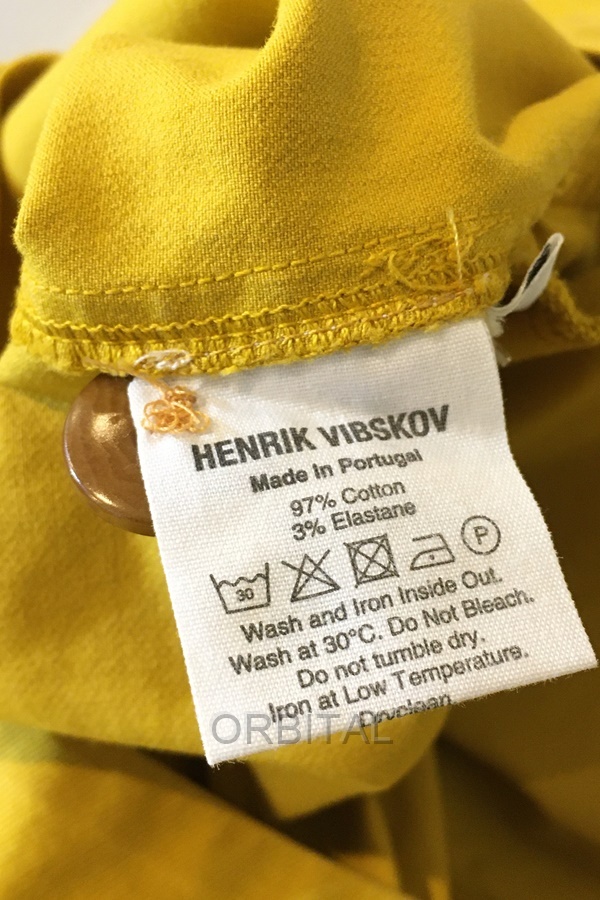 HENRIK VIBSKOV
Made In Portugal
97% Cotton
3% Elastane
30
P
Wash and Iron Inside Out.
Wash at 30°C. Do Not Bleach.
Do not tumble dry.
Iron at Low Temperature.
Dryclean
ORBITAL